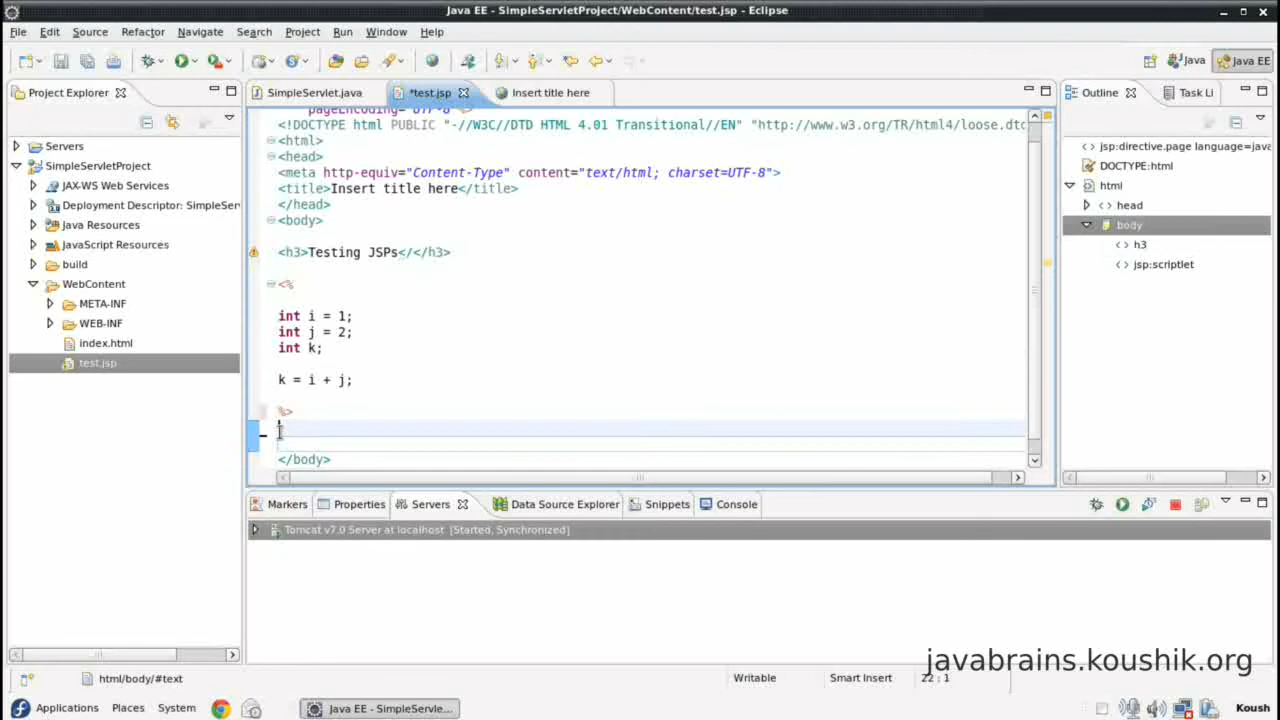 Java EE - SimpleServletProject/WebContent/test.jsp - Eclipse
File Edit Source Refactor Navigate Search Project Run Window Help
Java Java EE
Project Explorer
SimpleServlet.java *test.jsp Insert title here
Outline Task Li
Servers
SimpleServletProject
JAX-WS Web Services
Deployment Descriptor: SimpleSer
Java Resources
JavaScript Resources
build
WebContent
META-INF
WEB-INF
index.html
test.jsp
pageEncoding="UTF-8"%>
<!DOCTYPE html PUBLIC "-//W3C//DTD HTML 4.01 Transitional//EN" "http://www.w3.org/TR/html4/loose.dtd
<html>
<head>
<meta http-equiv="Content-Type" content="text/html; charset=UTF-8">
<title>Insert title here</title>
</head>
<body>
<h3>Testing JSPs</</h3>
<%
int i = 1;
int j = 2;
int k;
k = i + j;
%>
</body>
jsp:directive.page language=java
DOCTYPE:html
html
head
body
h3
jsp:scriptlet
Markers Properties Servers Data Source Explorer Snippets Console
Tomcat v7.0 Server at localhost [Started, Synchronized]
javabrains.koushik.org
html/body/#text Writable Smart Insert 22 : 1
Applications Places System Java EE - SimpleServle... Koush